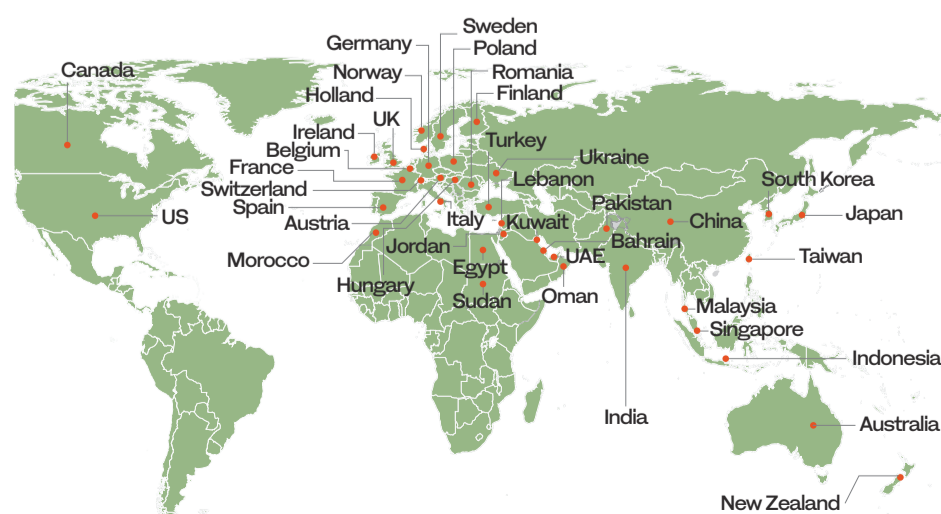 Sweden
Germany
Poland
Canada
Norway
Romania
Holland
Finland
UK
Ireland
Turkey
Belgium
Ukraine
France
Lebanon
South Korea
Switzerland
Pakistan
Spain
US
Austria
Italy
Kuwait
China
Japan
Morocco
Jordan
Bahrain
UAE
Taiwan
Egypt
Hungary
Sudan
Oman
Malaysia
Singapore
Indonesia
India
Australia
New Zealand